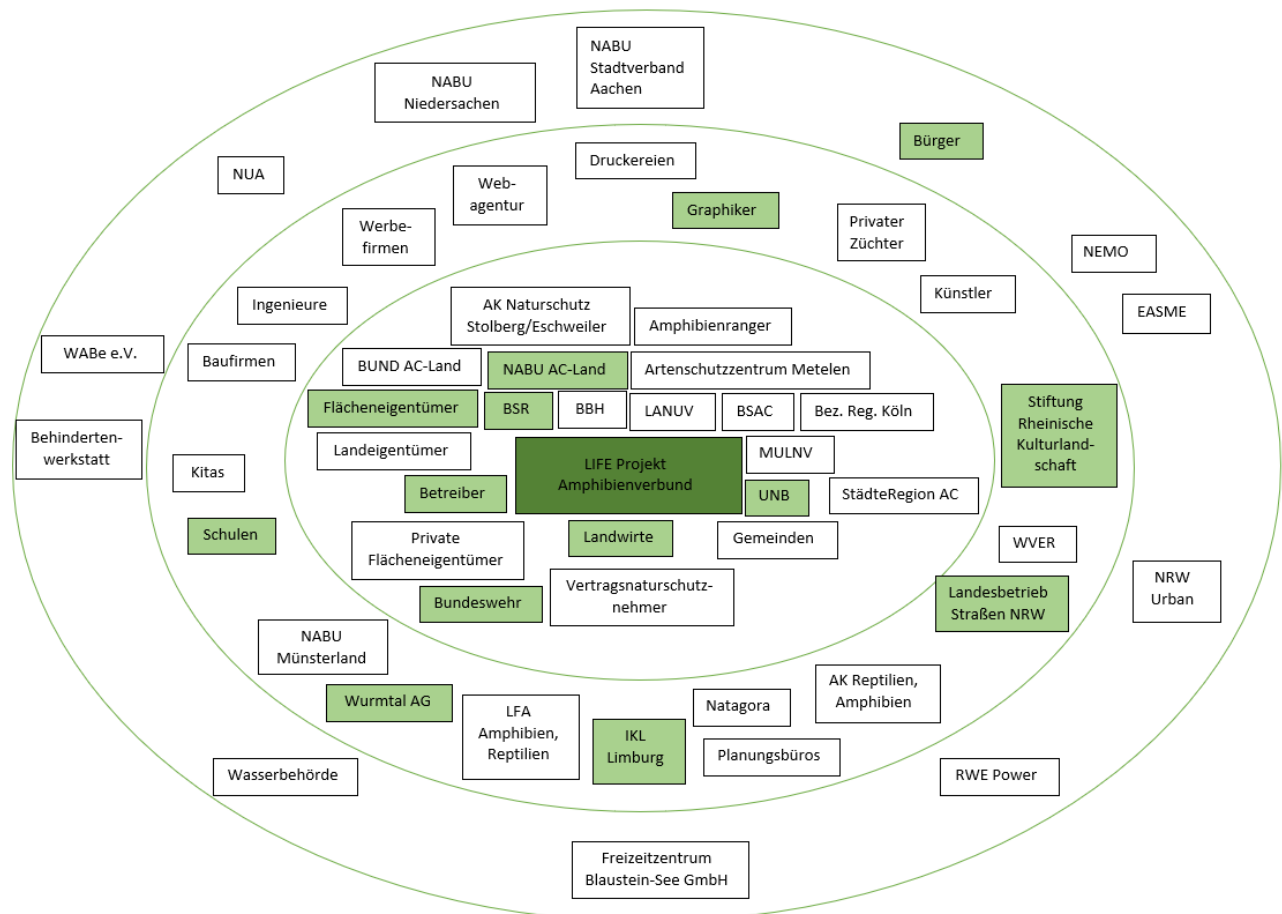 NABU
Stadtverband
Aachen
NABU
Niedersachen
Bürger
NUA
Druckereien
Web-
agentur
Graphiker
Werbe-
firmen
Privater
Züchter
NEMO
Künstler
EASME
Ingenieure
AK Naturschutz
Stolberg/Eschweiler
Amphibienranger
WABe e.V.
Baufirmen
BUND AC-Land
NABU AC-Land
Artenschutzzentrum Metelen
Flächeneigentümer
BSR
BBH
LANUV
BSAC
Bez. Reg. Köln
Stiftung
Rheinische
Kulturland-
schaft
Behinderten-
werkstatt
Kitas
Landeigentümer
LIFE Projekt
Amphibienverbund
MULNV
Betreiber
UNB
StädteRegion AC
Schulen
Private
Flächeneigentümer
Landwirte
Gemeinden
WVER
Bundeswehr
Vertragsnaturschutz-
nehmer
Landesbetrieb
Straßen NRW
NRW
Urban
NABU
Münsterland
Wurmtal AG
LFA
Amphibien,
Reptilien
IKL
Limburg
Natagora
AK Reptilien,
Amphibien
Planungsbüros
Wasserbehörde
RWE Power
Freizeitzentrum
Blaustein-See GmbH